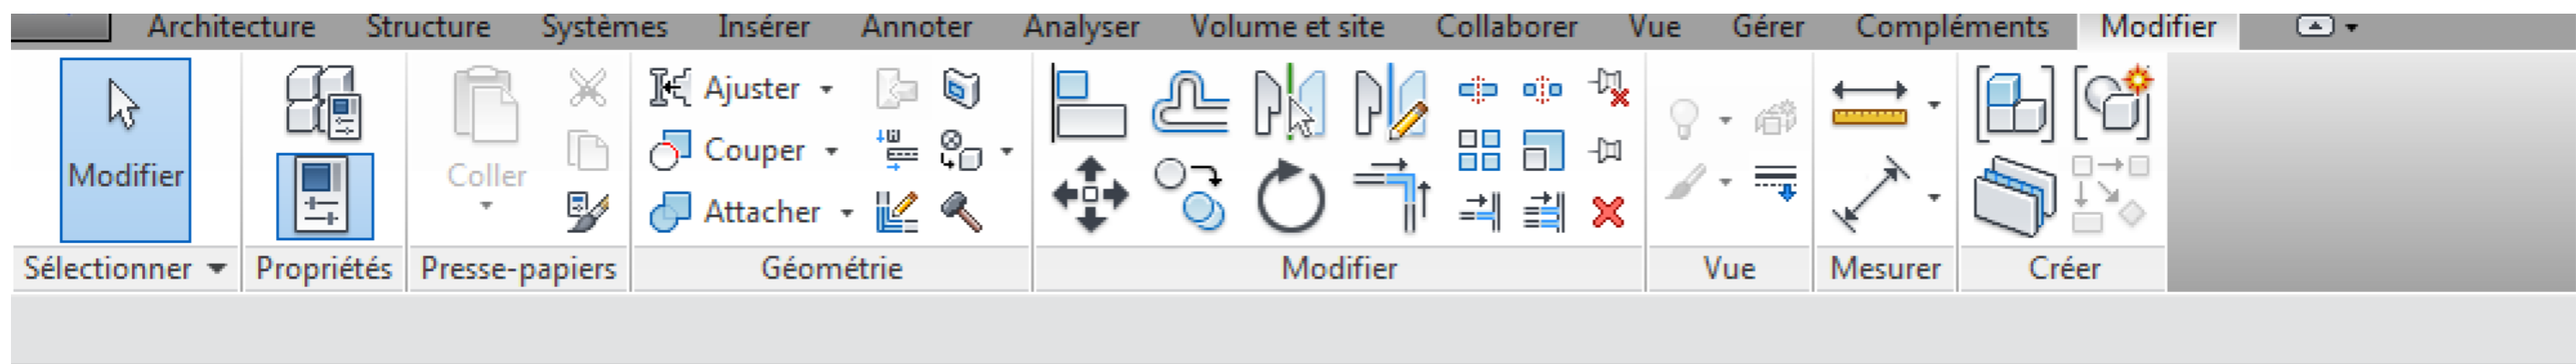 Architecture Structure Systèmes Insérer Annoter Analyser Volume et site Collaborer Vue Gérer Compléments Modifier
Modifier
Coller
Ajuster
Couper
Attacher
Sélectionner Propriétés Presse-papiers Géométrie Modifier Vue Mesurer Créer